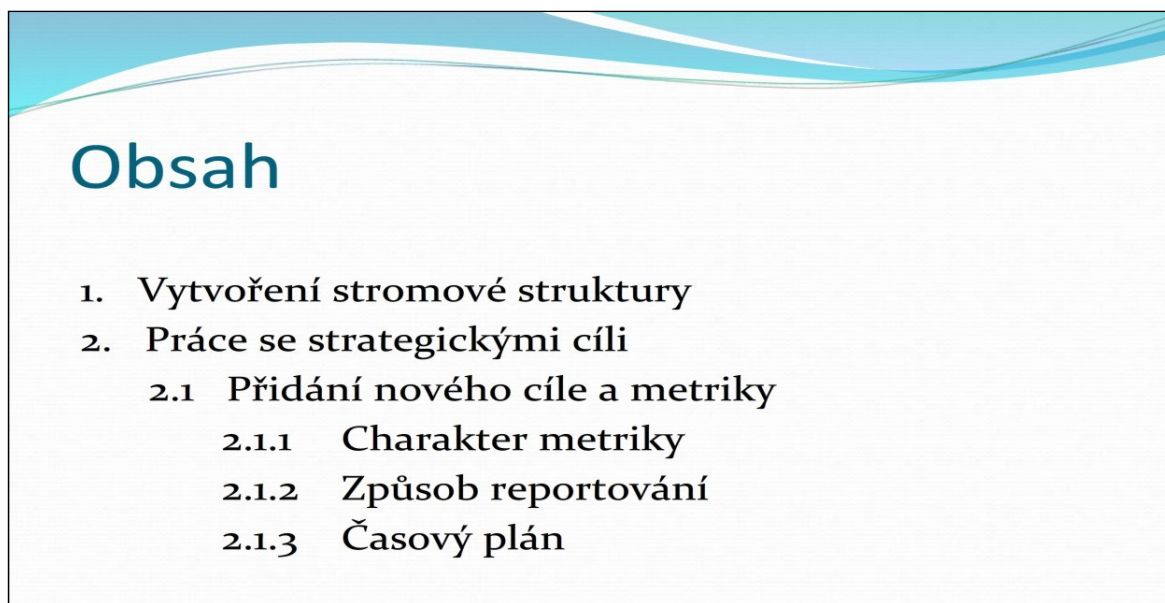 Obsah
1. Vytvoření stromové struktury
2. Práce se strategickými cíli
2.1 Přidání nového cíle a metriky
2.1.1 Charakter metriky
2.1.2 Způsob reportování
2.1.3 Časový plán